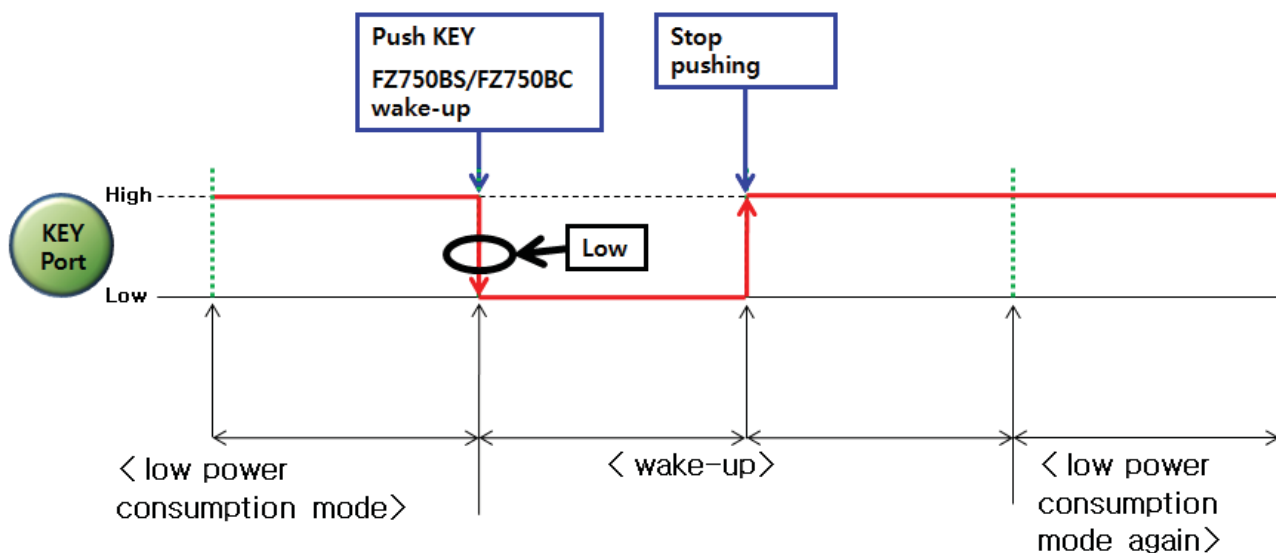 Push KEY
FZ750BS/FZ750BC
wake-up
Stop
pushing
High
KEY
Port
Low
Low
< low power
consumption mode>
< wake-up>
< low power
consumption
mode again>